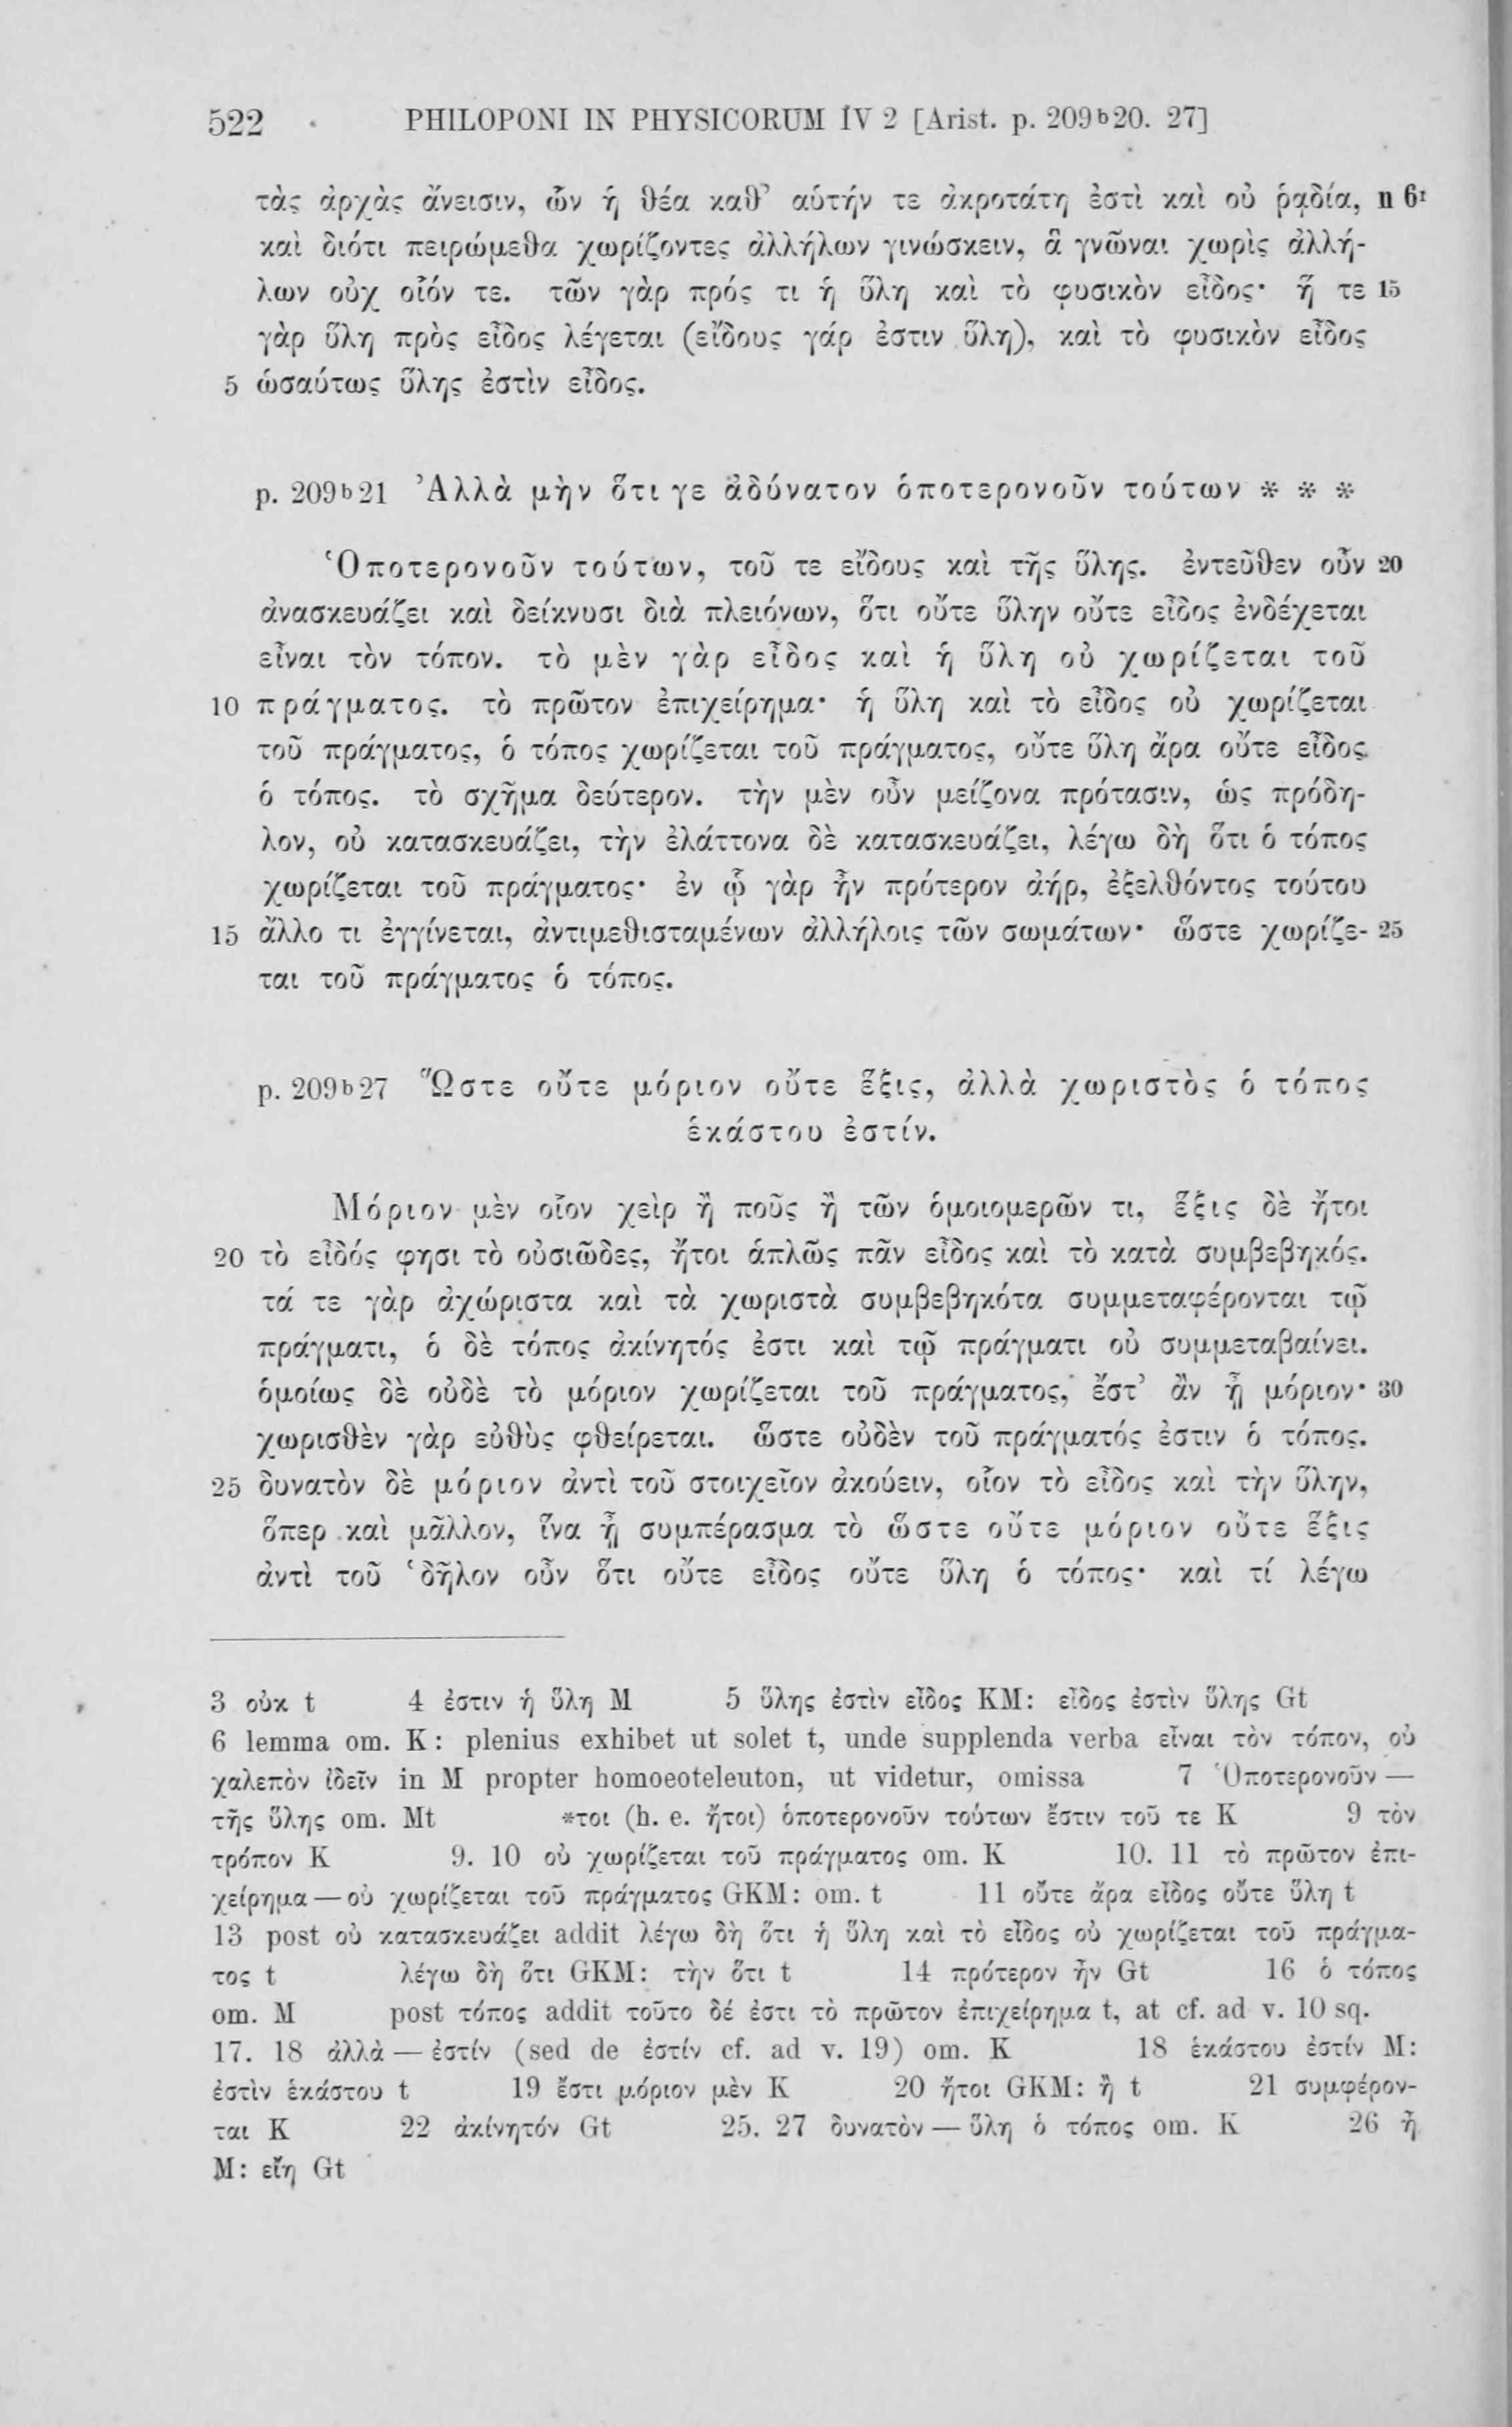 522 PHILOPONI IN PHYSICORUM IV 2 [Arist. p. 209b20. 27]
τὰς ἀρχὰς ἄνεισιν, ὧν ἡ θέα καθ’ αὑτήν τε ἀκροτάτη ἐστὶ καὶ οὐ ῥᾳδία, n 6r
καὶ διότι πειρώμεθα χωρίζοντες ἀλλήλων γινώσκειν, ἃ γνῶναι χωρὶς ἀλλή-
λων οὐχ οἷόν τε. τῶν γὰρ πρός τι ἡ ὕλη καὶ τὸ φυσικὸν εἶδος· ἥ τε 15
γὰρ ὕλη πρὸς εἶδος λέγεται (εἴδους γάρ ἐστιν ὕλη), καὶ τὸ φυσικὸν εἶδος
5 ὡσαύτως ὕλης ἐστὶν εἶδος.
p. 209b21 Ἀλλὰ μὴν ὅτι γε ἀδύνατον ὁποτερονοῦν τούτων * * *
Ὁποτερονοῦν τούτων, τοῦ τε εἴδους καὶ τῆς ὕλης. ἐντεῦθεν οὖν 20
ἀνασκευάζει καὶ δείκνυσι διὰ πλειόνων, ὅτι οὔτε ὕλην οὔτε εἶδος ἐνδέχεται
εἶναι τὸν τόπον. τὸ μὲν γὰρ εἶδος καὶ ἡ ὕλη οὐ χωρίζεται τοῦ
10 πράγματος. τὸ πρῶτον ἐπιχείρημα· ἡ ὕλη καὶ τὸ εἶδος οὐ χωρίζεται
τοῦ πράγματος, ὁ τόπος χωρίζεται τοῦ πράγματος, οὔτε ὕλη ἄρα οὔτε εἶδος
ὁ τόπος. τὸ σχῆμα δεύτερον. τὴν μὲν οὖν μείζονα πρότασιν, ὡς πρόδη-
λον, οὐ κατασκευάζει, τὴν ἐλάττονα δὲ κατασκευάζει, λέγω δὴ ὅτι ὁ τόπος
χωρίζεται τοῦ πράγματος· ἐν ᾧ γὰρ ἦν πρότερον ἀήρ, ἐξελθόντος τούτου
15 ἄλλο τι ἐγγίνεται, ἀντιμεθισταμένων ἀλλήλοις τῶν σωμάτων· ὥστε χωρίζε- 25
ται τοῦ πράγματος ὁ τόπος.
p. 209b27 Ὥστε οὔτε μόριον οὔτε ἕξις, ἀλλὰ χωριστὸς ὁ τόπος
ἑκάστου ἐστίν.
Μόριον μὲν οἷον χεὶρ ἢ ποῦς ἢ τῶν ὁμοιομερῶν τι, ἕξις δὲ ἤτοι
20 τὸ εἶδός φησι τὸ οὐσιῶδες, ἤτοι ἁπλῶς πᾶν εἶδος καὶ τὸ κατὰ συμβεβηκός.
τά τε γὰρ ἀχώριστα καὶ τὰ χωριστὰ συμβεβηκότα συμμεταφέρονται τῷ
πράγματι, ὁ δὲ τόπος ἀκίνητός ἐστι καὶ τῷ πράγματι οὐ συμμεταβαίνει.
ὁμοίως δὲ οὐδὲ τὸ μόριον χωρίζεται τοῦ πράγματος, ἔστ’ ἂν ᾖ μόριον· 30
χωρισθὲν γὰρ εὐθὺς φθείρεται. ὥστε οὐδὲν τοῦ πράγματός ἐστιν ὁ τόπος.
25 δυνατὸν δὲ μόριον ἀντὶ τοῦ στοιχεῖον ἀκούειν, οἷον τὸ εἶδος καὶ τὴν ὕλην,
ὅπερ καὶ μᾶλλον, ἵνα ᾖ συμπέρασμα τὸ ὥστε οὔτε μόριον οὔτε ἕξις
ἀντὶ τοῦ ‘δῆλον οὖν ὅτι οὔτε εἶδος οὔτε ὕλη ὁ τόπος· καὶ τί λέγω
3 οὐκ t 4 ἐστιν ἡ ὕλη M 5 ὕλης ἐστὶν εἶδος KM: εἶδος ἐστὶν ὕλης Gt
6 lemma om. K: plenius exhibet ut solet t, unde supplenda verba εἶναι τὸν τόπον, οὐ
χαλεπὸν ἰδεῖν in M propter homoeoteleuton, ut videtur, omissa 7 Ὁποτερονοῦν —
τῆς ὕλης om. Mt *τοι (h. e. ἤτοι) ὁποτερονοῦν τούτων ἔστιν τοῦ τε K 9 τὸν
τρόπον K 9. 10 οὐ χωρίζεται τοῦ πράγματος om. K 10. 11 τὸ πρῶτον ἐπι-
χείρημα — οὐ χωρίζεται τοῦ πράγματος GKM: om. t 11 οὔτε ἄρα εἶδος οὔτε ὕλη t
13 post οὐ κατασκευάζει addit λέγω δὴ ὅτι ἡ ὕλη καὶ τὸ εἶδος οὐ χωρίζεται τοῦ πράγμα-
τος t λέγω δὴ ὅτι GKM: τὴν ὅτι t 14 πρότερον ἦν Gt 16 ὁ τόπος
om. M post τόπος addit τοῦτο δέ ἐστι τὸ πρῶτον ἐπιχείρημα t, at cf. ad v. 10 sq.
17. 18 ἀλλὰ — ἐστίν (sed de ἐστίν cf. ad v. 19) om. K 18 ἑκάστου ἐστίν M:
ἐστὶν ἑκάστου t 19 ἔστι μόριον μὲν K 20 ἤτοι GKM: ἢ t 21 συμφέρον-
ται K 22 ἀκίνητόν Gt 25. 27 δυνατὸν — ὕλη ὁ τόπος om. K 26 ᾖ
M: εἴη Gt